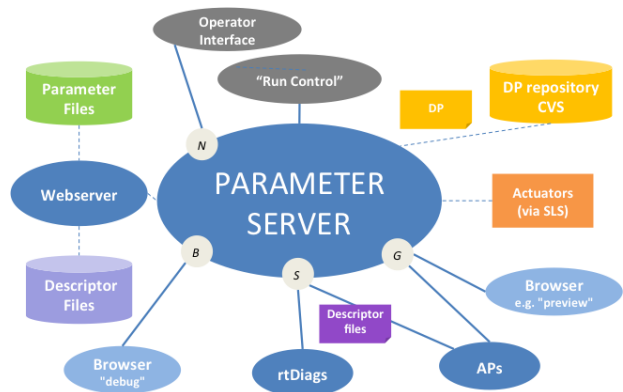 Operator
Interface
"Run Control"
Parameter
Files
DP
DP repository
CVS
N
Webserver
PARAMETER
SERVER
Actuators
(via SLS)
B
G
S
Descriptor
Files
Descriptor
files
Browser
e.g. "preview"
Browser
"debug"
rtDiags
APs